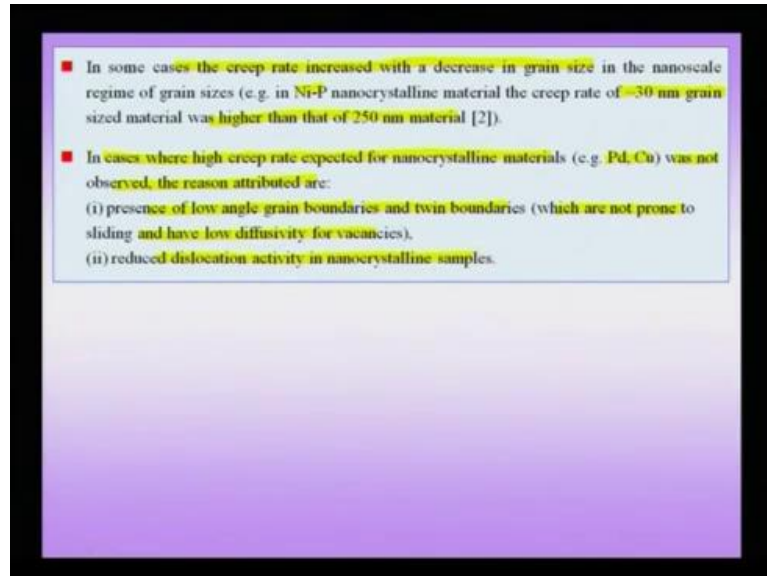 In some cases the creep rate increased with a decrease in grain size in the nanoscale
regime of grain sizes (e.g. in Ni-P nanocrystalline material the creep rate of ~30 nm grain
sized material was higher than that of 250 nm material [2]).
In cases where high creep rate expected for nanocrystalline materials (e.g. Pd, Cu) was not
observed, the reason attributed are:
(i) presence of low angle grain boundaries and twin boundaries (which are not prone to
sliding and have low diffusivity for vacancies),
(ii) reduced dislocation activity in nanocrystalline samples.